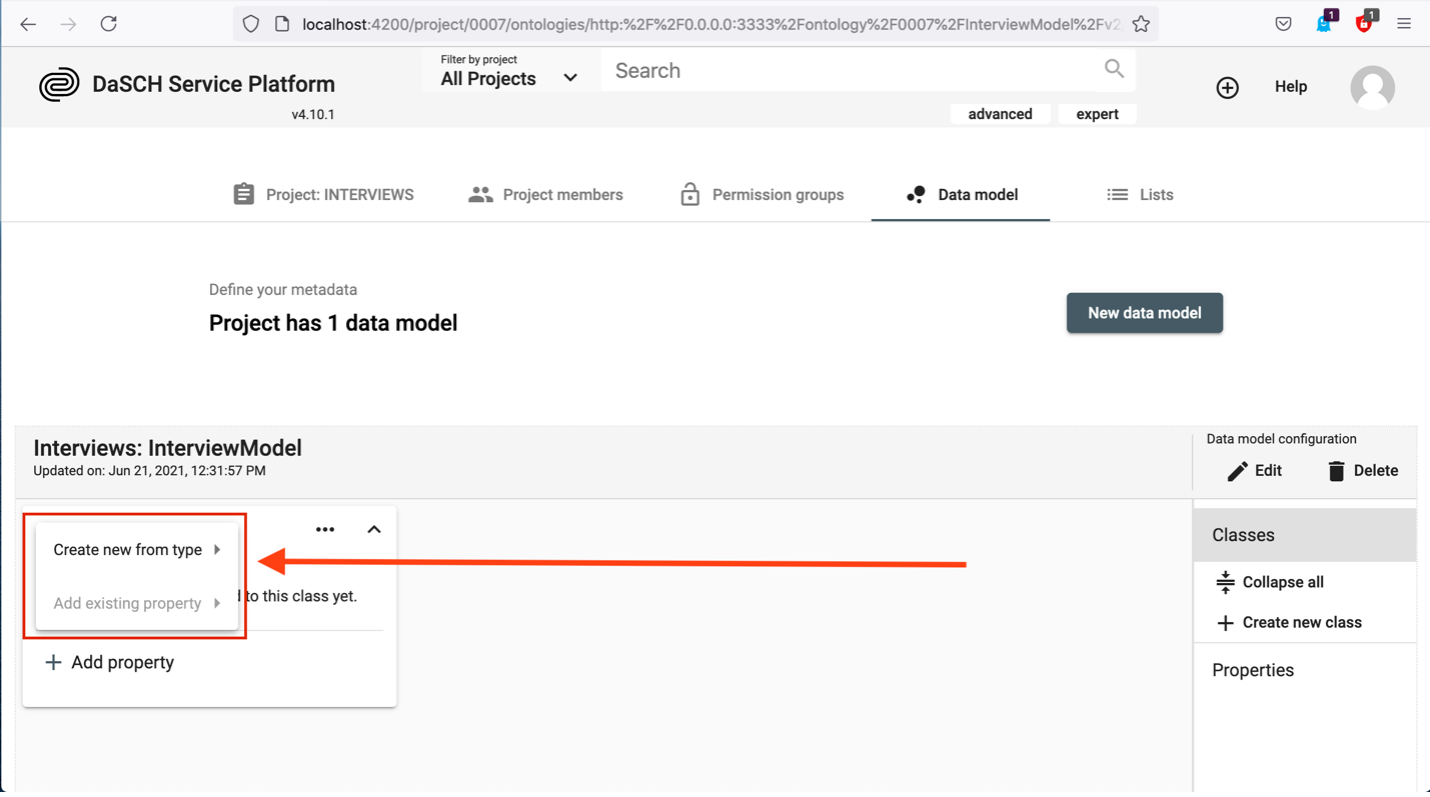 localhost:4200/project/0007/ontologies/http:%2F%2F0.0.0.0:3333%2Fontology%2F0007%2FInterviewModel%2Fv2
1
1
DaSCH Service Platform
v4.10.1
Filter by project
All Projects
Search
advanced
expert
Help
Project: INTERVIEWS
Project members
Permission groups
Data model
Lists
Define your metadata
Project has 1 data model
New data model
Interviews: InterviewModel
Updated on: Jun 21, 2021, 12:31:57 PM
Data model configuration
Edit
Delete
Create new from type
Add existing property
to this class yet.
Add property
Classes
Collapse all
Create new class
Properties